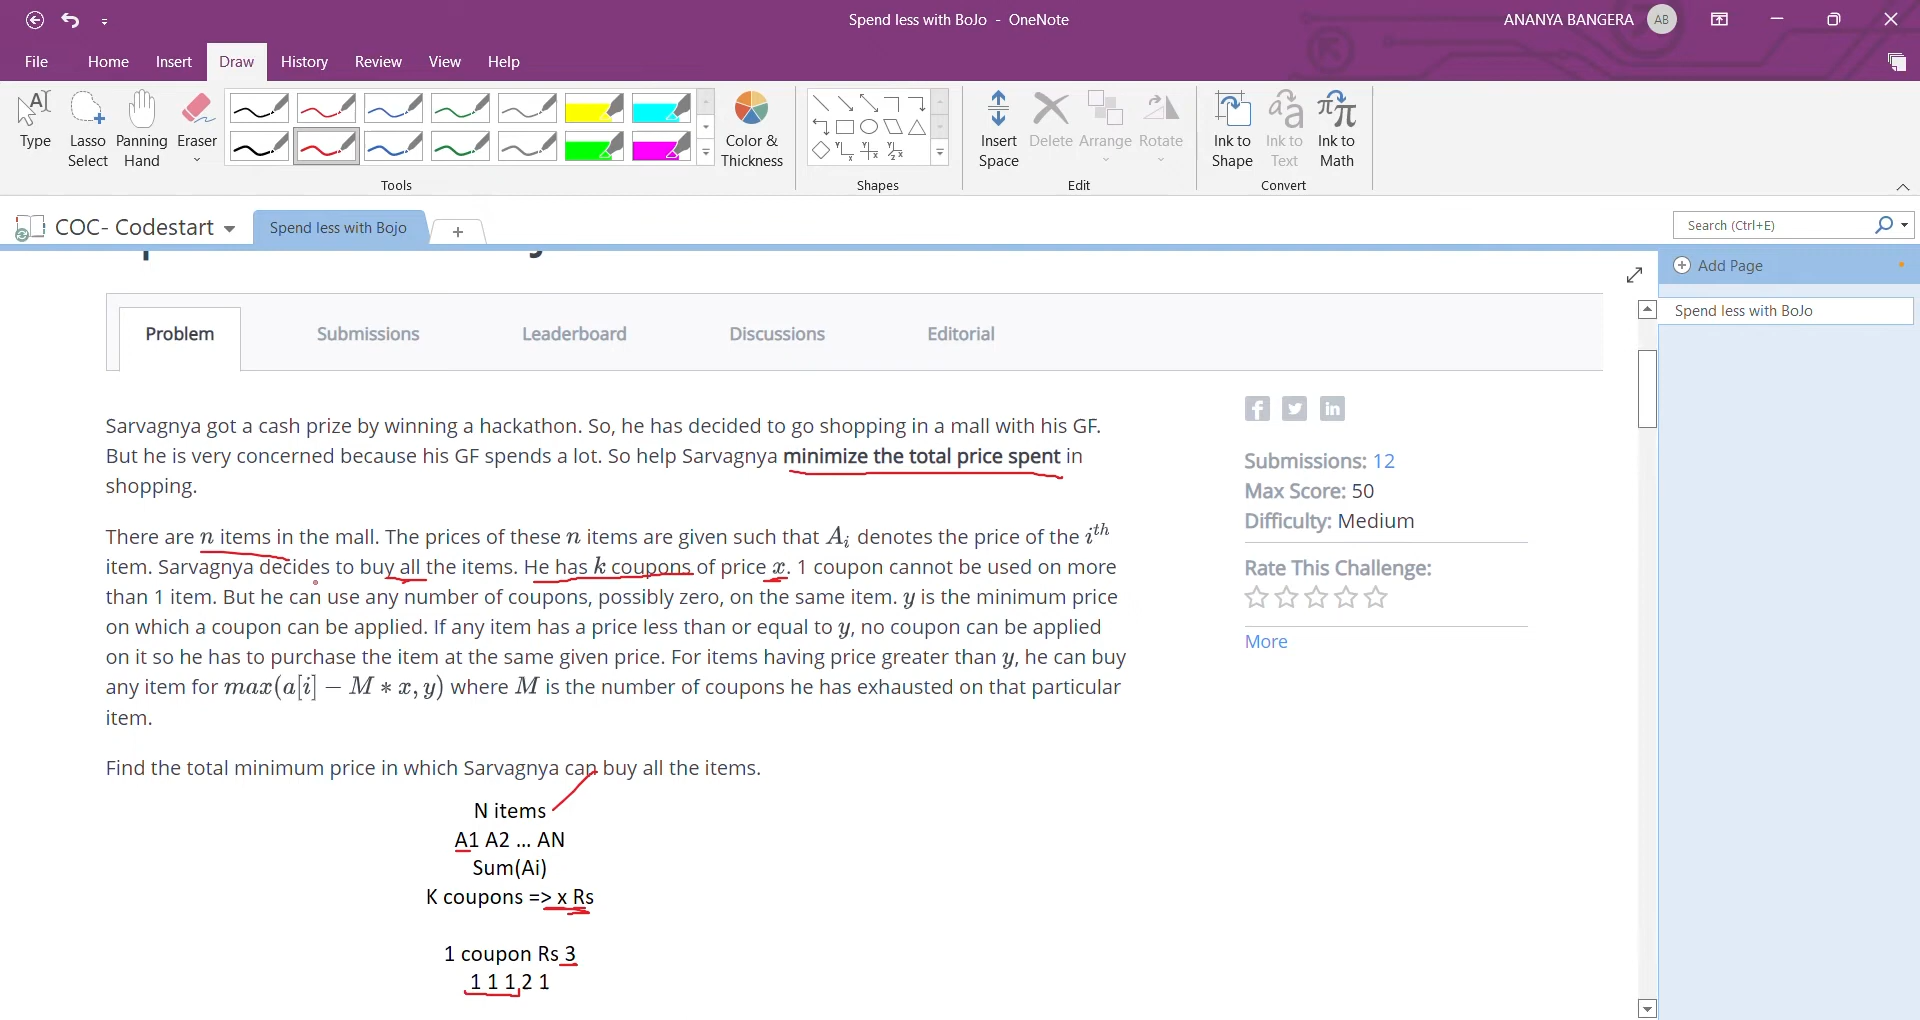 Spend less with BoJo - OneNote
ANANYA BANGERA AB
File Home Insert Draw History Review View Help
Type
Lasso Select
Panning Hand
Eraser
Color & Thickness
Insert Space
Delete
Arrange
Rotate
Ink to Shape
Ink to Text
Ink to Math
Tools Shapes Edit Convert
COC- Codestart Spend less with Bojo + Search (Ctrl+E)
Add Page
Spend less with BoJo
Problem Submissions Leaderboard Discussions Editorial
Sarvagnya got a cash prize by winning a hackathon. So, he has decided to go shopping in a mall with his GF.
But he is very concerned because his GF spends a lot. So help Sarvagnya minimize the total price spent in
shopping.
There are n items in the mall. The prices of these n items are given such that A_i denotes the price of the i^th
item. Sarvagnya decides to buy all the items. He has k coupons of price x. 1 coupon cannot be used on more
than 1 item. But he can use any number of coupons, possibly zero, on the same item. y is the minimum price
on which a coupon can be applied. If any item has a price less than or equal to y, no coupon can be applied
on it so he has to purchase the item at the same given price. For items having price greater than y, he can buy
any item for max(a[i] − M ∗ x, y) where M is the number of coupons he has exhausted on that particular
item.
Find the total minimum price in which Sarvagnya can buy all the items.
N items
A1 A2 ... AN
Sum(Ai)
K coupons => x Rs
1 coupon Rs 3
1 1 1 2 1
Submissions: 12
Max Score: 50
Difficulty: Medium
Rate This Challenge:
More